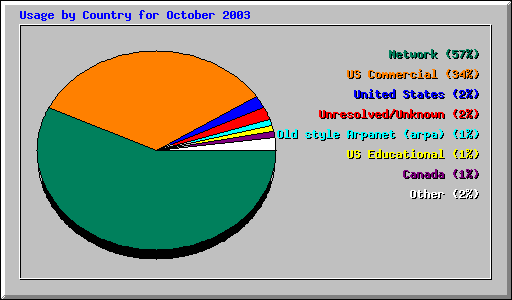 Usage by Country for October 2003
Network (57%)
US Commercial (34%)
United States (2%)
Unresolved/Unknown (2%)
Old style Arpanet (arpa) (1%)
US Educational (1%)
Canada (1%)
Other (2%)